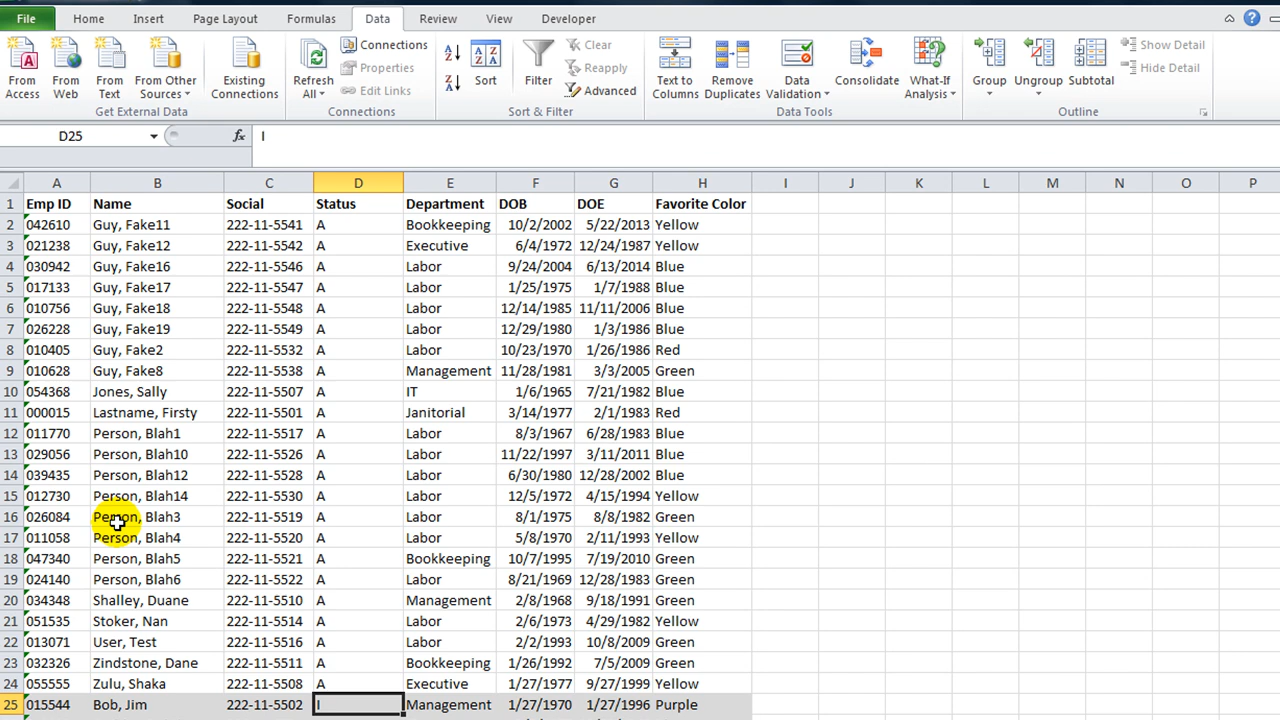 File Home Insert Page Layout Formulas Data Review View Developer
From Access From Web From Text From Other Sources Existing Connections Refresh All Connections Properties Edit Links Sort Filter Clear Reapply Advanced Text to Columns Remove Duplicates Data Validation Consolidate What-If Analysis Group Ungroup Subtotal Show Detail Hide Detail
Get External Data Connections Sort & Filter Data Tools Outline
D25 fx I
A B C D E F G H I J K L M N O P
1 Emp ID Name Social Status Department DOB DOE Favorite Color
2 042610 Guy, Fake11 222-11-5541 A Bookkeeping 10/2/2002 5/22/2013 Yellow
3 021238 Guy, Fake12 222-11-5542 A Executive 6/4/1972 12/24/1987 Yellow
4 030942 Guy, Fake16 222-11-5546 A Labor 9/24/2004 6/13/2014 Blue
5 017133 Guy, Fake17 222-11-5547 A Labor 1/25/1975 1/7/1988 Blue
6 010756 Guy, Fake18 222-11-5548 A Labor 12/14/1985 11/11/2006 Blue
7 026228 Guy, Fake19 222-11-5549 A Labor 12/29/1980 1/3/1986 Blue
8 010405 Guy, Fake2 222-11-5532 A Labor 10/23/1970 1/26/1986 Red
9 010628 Guy, Fake8 222-11-5538 A Management 11/28/1981 3/3/2005 Green
10 054368 Jones, Sally 222-11-5507 A IT 1/6/1965 7/21/1982 Blue
11 000015 Lastname, Firsty 222-11-5501 A Janitorial 3/14/1977 2/1/1983 Red
12 011770 Person, Blah1 222-11-5517 A Labor 8/3/1967 6/28/1983 Blue
13 029056 Person, Blah10 222-11-5526 A Labor 11/22/1997 3/11/2011 Blue
14 039435 Person, Blah12 222-11-5528 A Labor 6/30/1980 12/28/2002 Blue
15 012730 Person, Blah14 222-11-5530 A Labor 12/5/1972 4/15/1994 Yellow
16 026084 Person, Blah3 222-11-5519 A Labor 8/1/1975 8/8/1982 Green
17 011058 Person, Blah4 222-11-5520 A Labor 5/8/1970 2/11/1993 Yellow
18 047340 Person, Blah5 222-11-5521 A Bookkeeping 10/7/1995 7/19/2010 Green
19 024140 Person, Blah6 222-11-5522 A Labor 8/21/1969 12/28/1983 Green
20 034348 Shalley, Duane 222-11-5510 A Management 2/8/1968 9/18/1991 Green
21 051535 Stoker, Nan 222-11-5514 A Labor 2/6/1973 4/29/1982 Yellow
22 013071 User, Test 222-11-5516 A Labor 2/2/1993 10/8/2009 Green
23 032326 Zindstone, Dane 222-11-5511 A Bookkeeping 1/26/1992 7/5/2009 Green
24 055555 Zulu, Shaka 222-11-5508 A Executive 1/27/1977 9/27/1999 Yellow
25 015544 Bob, Jim 222-11-5502 I Management 1/27/1970 1/27/1996 Purple